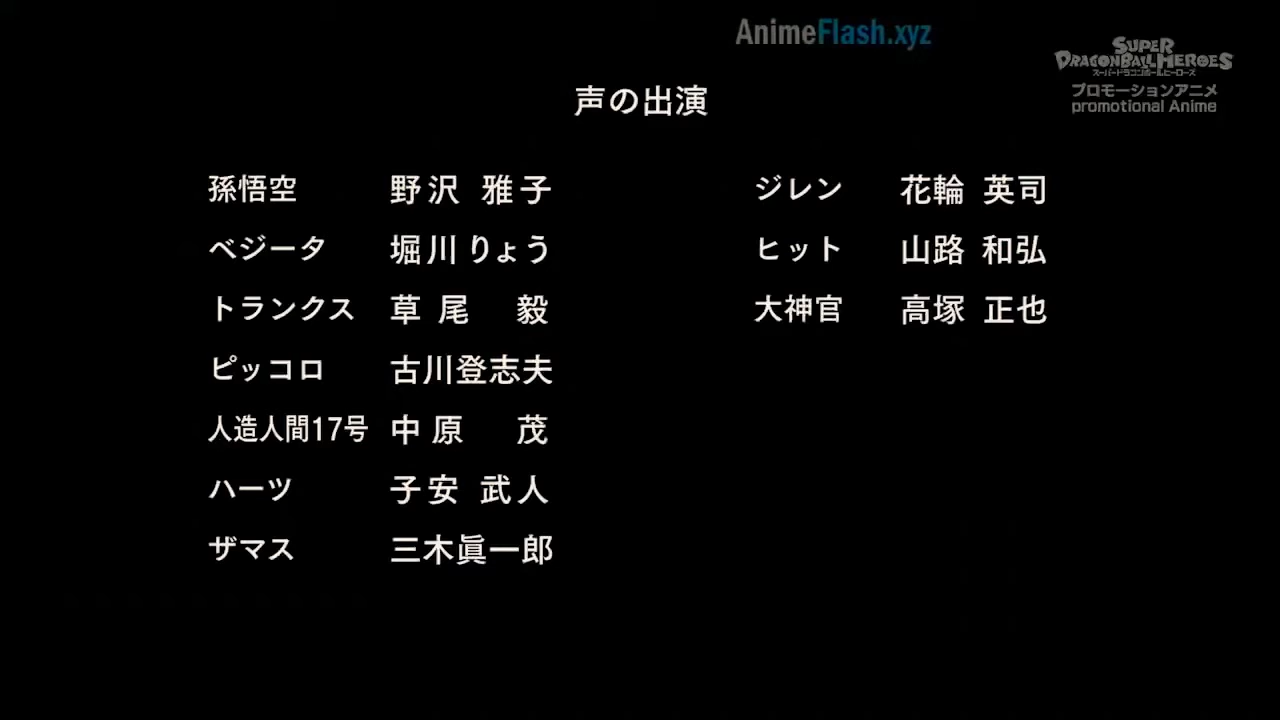 AnimeFlash.xyz
SUPER
DRAGONBALL HEROES
スーパードラゴンボールヒーローズ
プロモーションアニメ
promotional Anime
声の出演
孫悟空 野沢 雅子
ベジータ 堀川りょう
トランクス 草尾 毅
ピッコロ 古川登志夫
人造人間17号 中原 茂
ハーツ 子安 武人
ザマス 三木眞一郎
ジレン 花輪 英司
ヒット 山路 和弘
大神官 高塚 正也